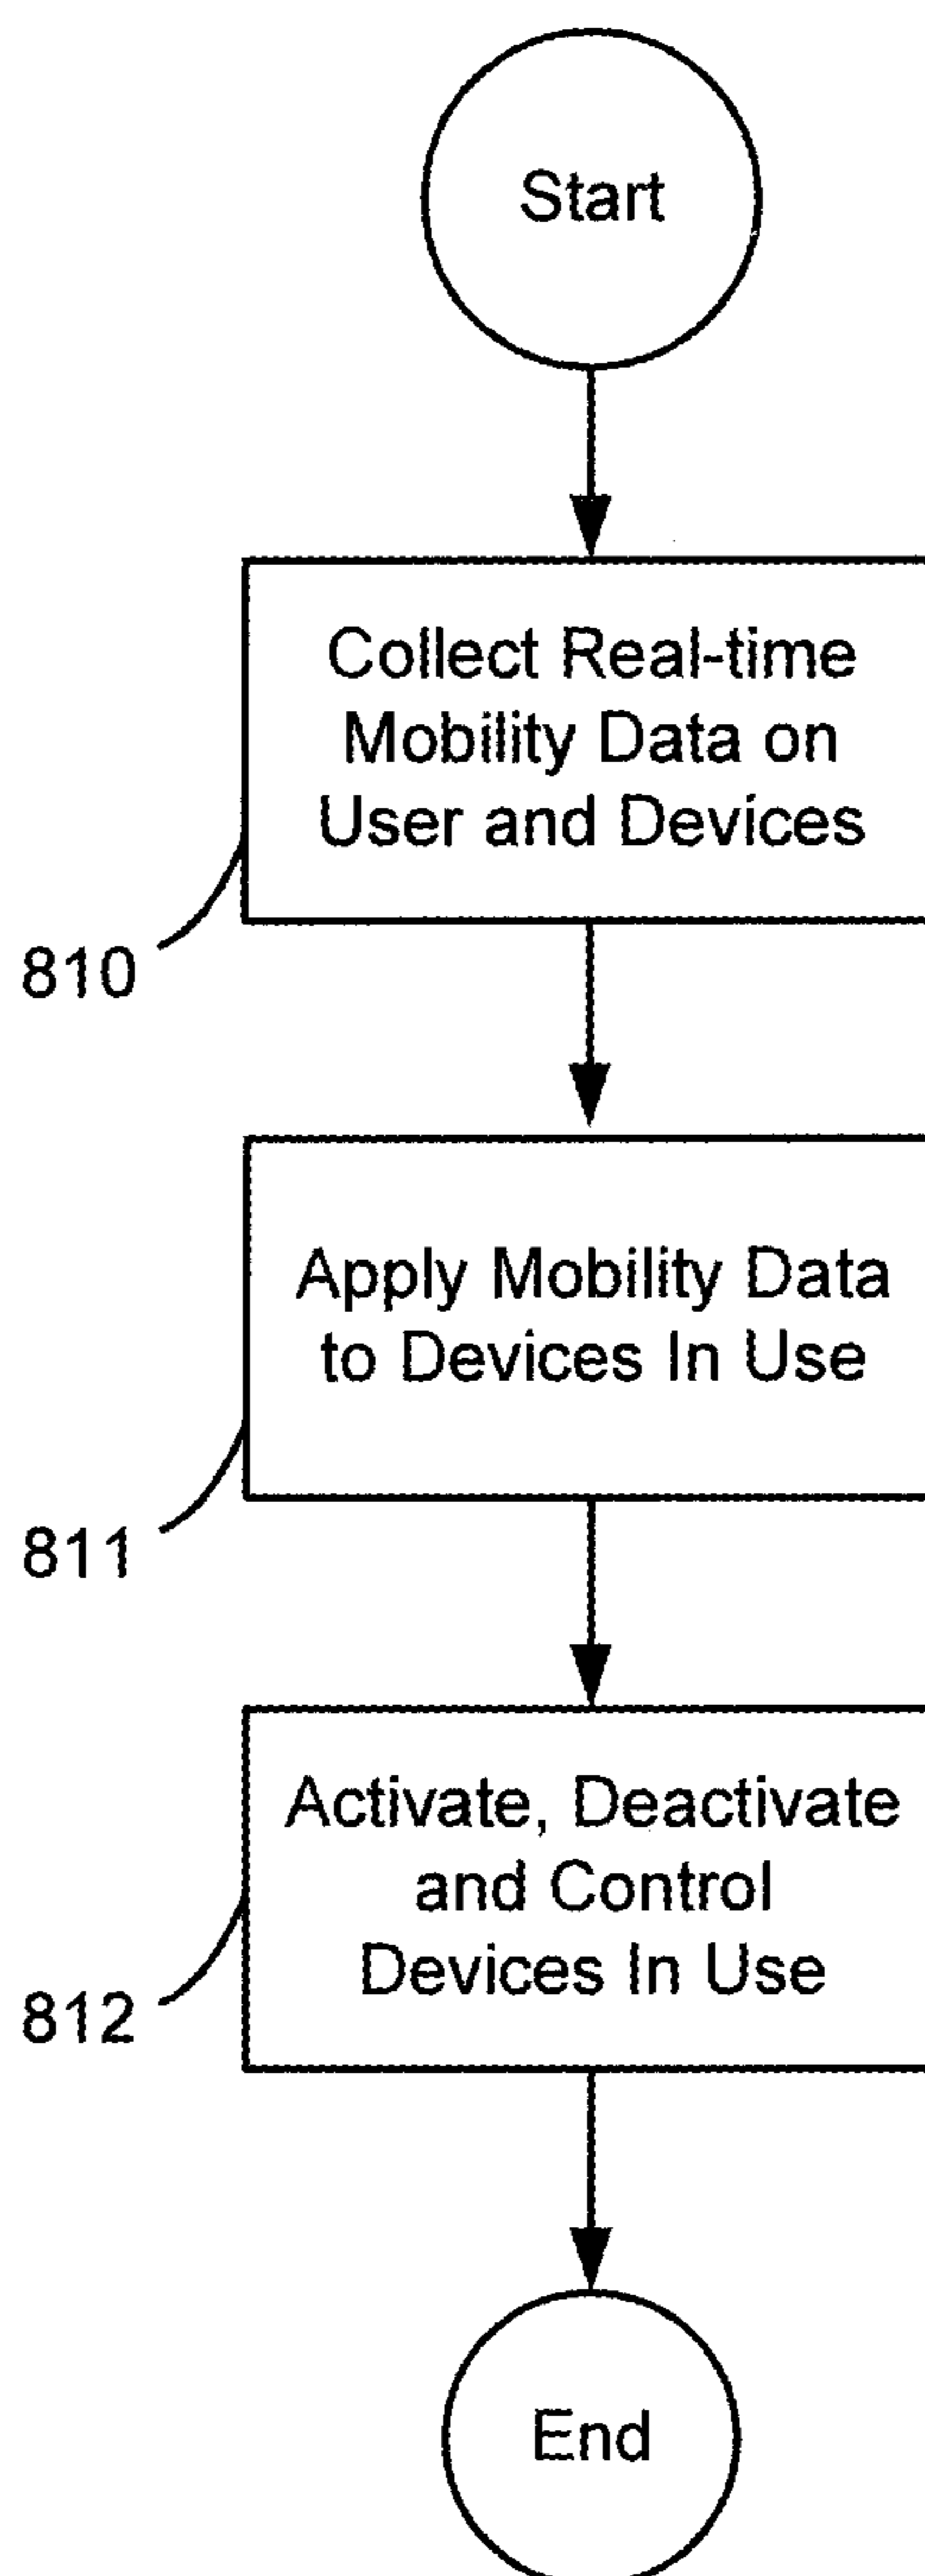 Start
Collect Real-time
Mobility Data on
User and Devices
810
Apply Mobility Data
to Devices In Use
811
Activate, Deactivate
and Control
Devices In Use
812
End